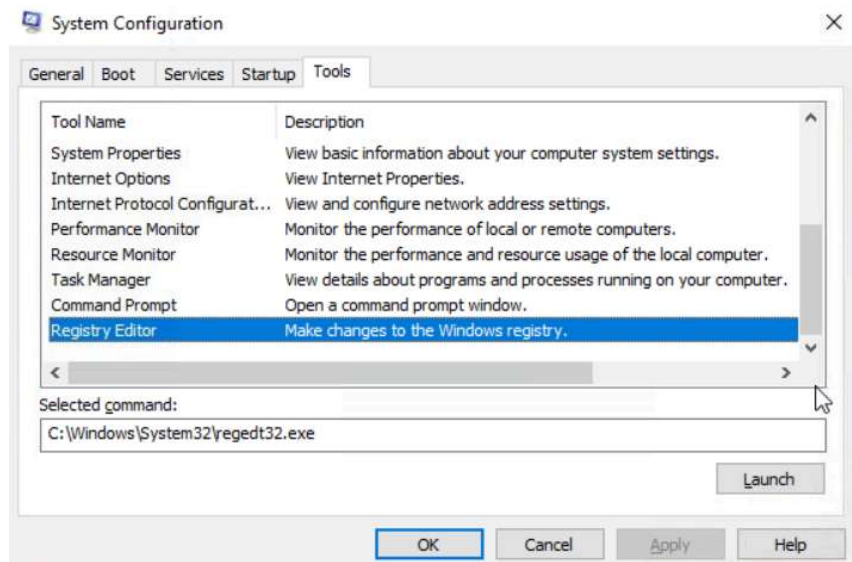 System Configuration
General Boot Services Startup Tools
Tool Name Description
System Properties View basic information about your computer system settings.
Internet Options View Internet Properties.
Internet Protocol Configurat... View and configure network address settings.
Performance Monitor Monitor the performance of local or remote computers.
Resource Monitor Monitor the performance and resource usage of the local computer.
Task Manager View details about programs and processes running on your computer.
Command Prompt Open a command prompt window.
Registry Editor Make changes to the Windows registry.
Selected command:
C:\Windows\System32\regedt32.exe
Launch
OK Cancel Apply Help